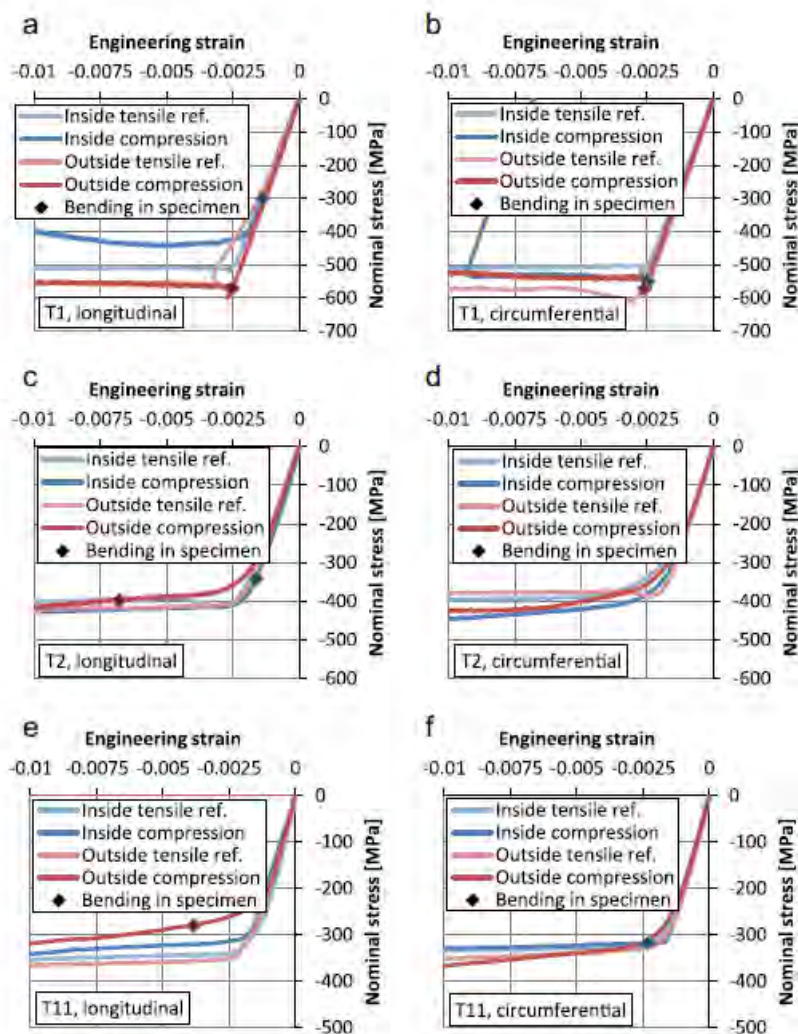 a
Engineering strain
-0.01 -0.0075 -0.005 -0.0025 0
Inside tensile ref.
Inside compression
Outside tensile ref.
Outside compression
Bending in specimen
0
-100
-200
-300
-400
-500
-600
-700
Nominal stress [MPa]
T1, longitudinal
b
Engineering strain
-0.01 -0.0075 -0.005 -0.0025 0
Inside tensile ref.
Inside compression
Outside tensile ref.
Outside compression
Bending in specimen
0
-100
-200
-300
-400
-500
-600
-700
Nominal stress [MPa]
T1, circumferential
c
Engineering strain
-0.01 -0.0075 -0.005 -0.0025 0
Inside tensile ref.
Inside compression
Outside tensile ref.
Outside compression
Bending in specimen
0
-100
-200
-300
-400
-500
-600
Nominal stress [MPa]
T2, longitudinal
d
Engineering strain
-0.01 -0.0075 -0.005 -0.0025 0
Inside tensile ref.
Inside compression
Outside tensile ref.
Outside compression
Bending in specimen
0
-100
-200
-300
-400
-500
-600
Nominal stress [MPa]
T2, circumferential
e
Engineering strain
-0.01 -0.0075 -0.005 -0.0025 0
Inside tensile ref.
Inside compression
Outside tensile ref.
Outside compression
Bending in specimen
0
-100
-200
-300
-400
-500
Nominal stress [MPa]
T11, longitudinal
f
Engineering strain
-0.01 -0.0075 -0.005 -0.0025 0
Inside tensile ref.
Inside compression
Outside tensile ref.
Outside compression
Bending in specimen
0
-100
-200
-300
-400
-500
Nominal stress [MPa]
T11, circumferential